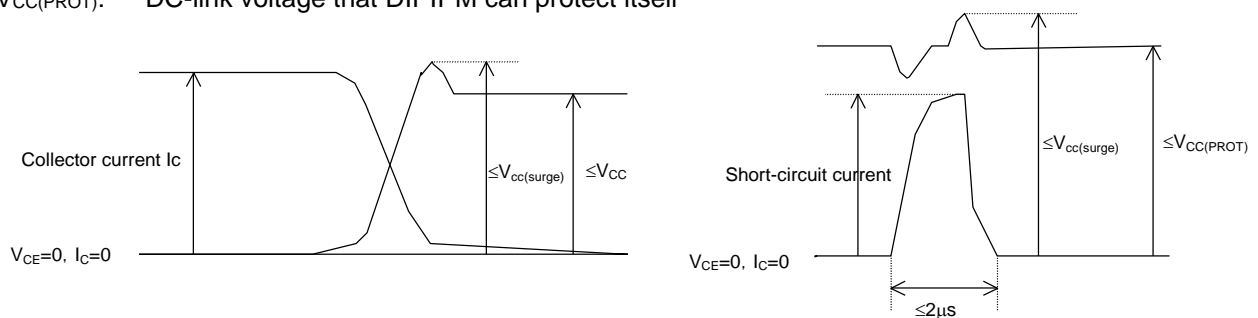 VCC(PROT): DC-link voltage that DIPIPM can protect itself
Collector current Ic
≤Vcc(surge)
≤VCC
VCE=0, IC=0
Short-circuit current
≤Vcc(surge)
≤VCC(PROT)
VCE=0, IC=0
≤2μs